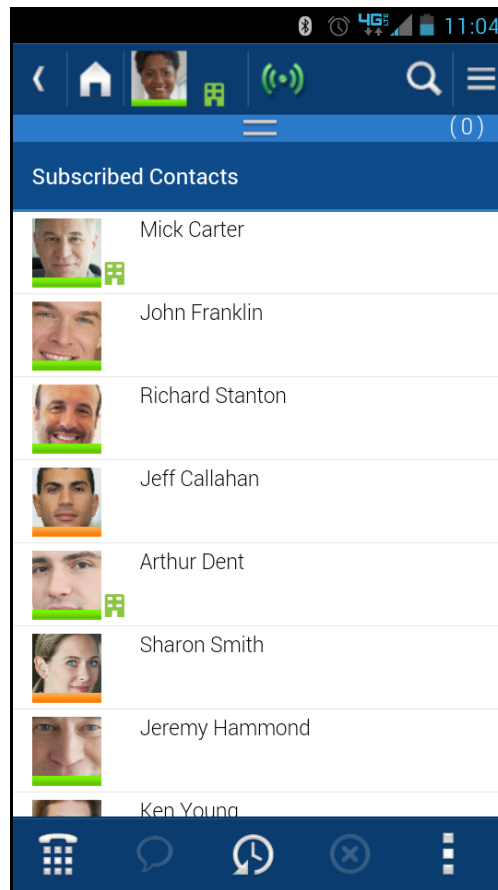 4G 11:04
(0)
Subscribed Contacts
Mick Carter
John Franklin
Richard Stanton
Jeff Callahan
Arthur Dent
Sharon Smith
Jeremy Hammond
Ken Young